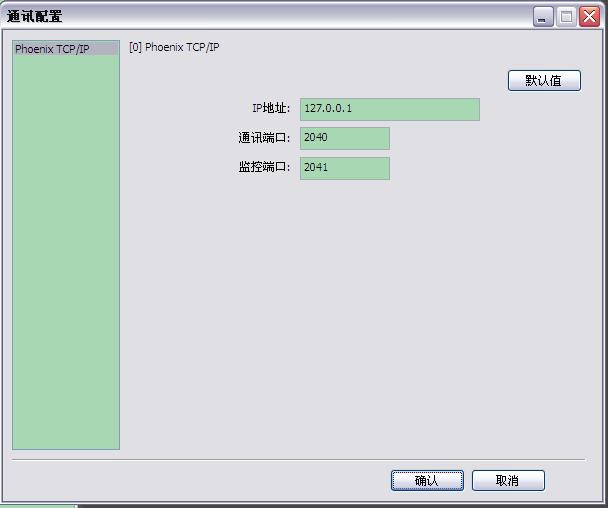 通讯配置
Phoenix TCP/IP
[0] Phoenix TCP/IP
默认值
IP地址: 127.0.0.1
通讯端口: 2040
监控端口: 2041
确认 取消